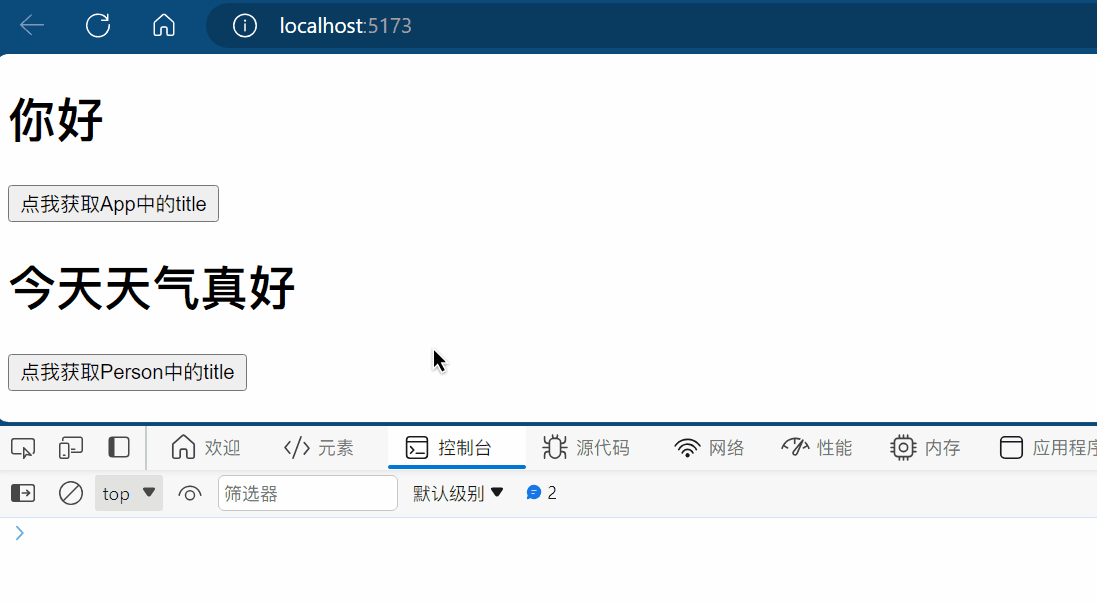 localhost:5173
你好
点我获取App中的title
今天天气真好
点我获取Person中的title
欢迎 元素 控制台 源代码 网络 性能 内存 应用程序
top 筛选器 默认级别 2